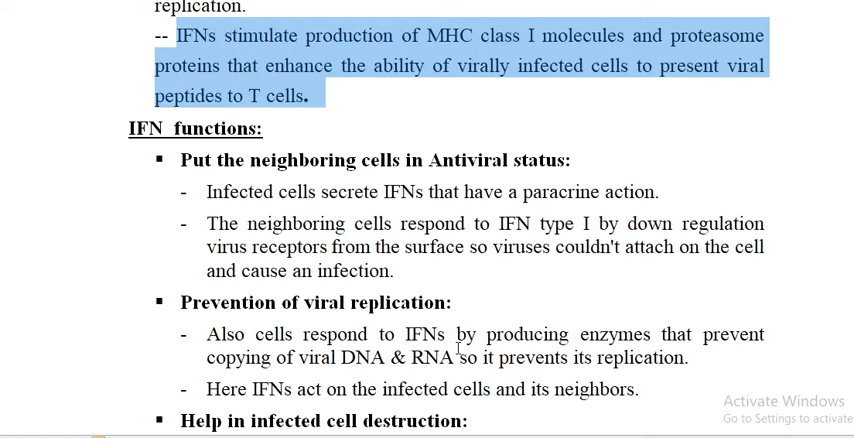 replication.
-- IFNs stimulate production of MHC class I molecules and proteasome
proteins that enhance the ability of virally infected cells to present viral
peptides to T cells.
IFN functions:
▪ Put the neighboring cells in Antiviral status:
- Infected cells secrete IFNs that have a paracrine action.
- The neighboring cells respond to IFN type I by down regulation
virus receptors from the surface so viruses couldn't attach on the cell
and cause an infection.
▪ Prevention of viral replication:
- Also cells respond to IFNs by producing enzymes that prevent
copying of viral DNA & RNA so it prevents its replication.
- Here IFNs act on the infected cells and its neighbors.
▪ Help in infected cell destruction:
Activate Windows
Go to Settings to activate